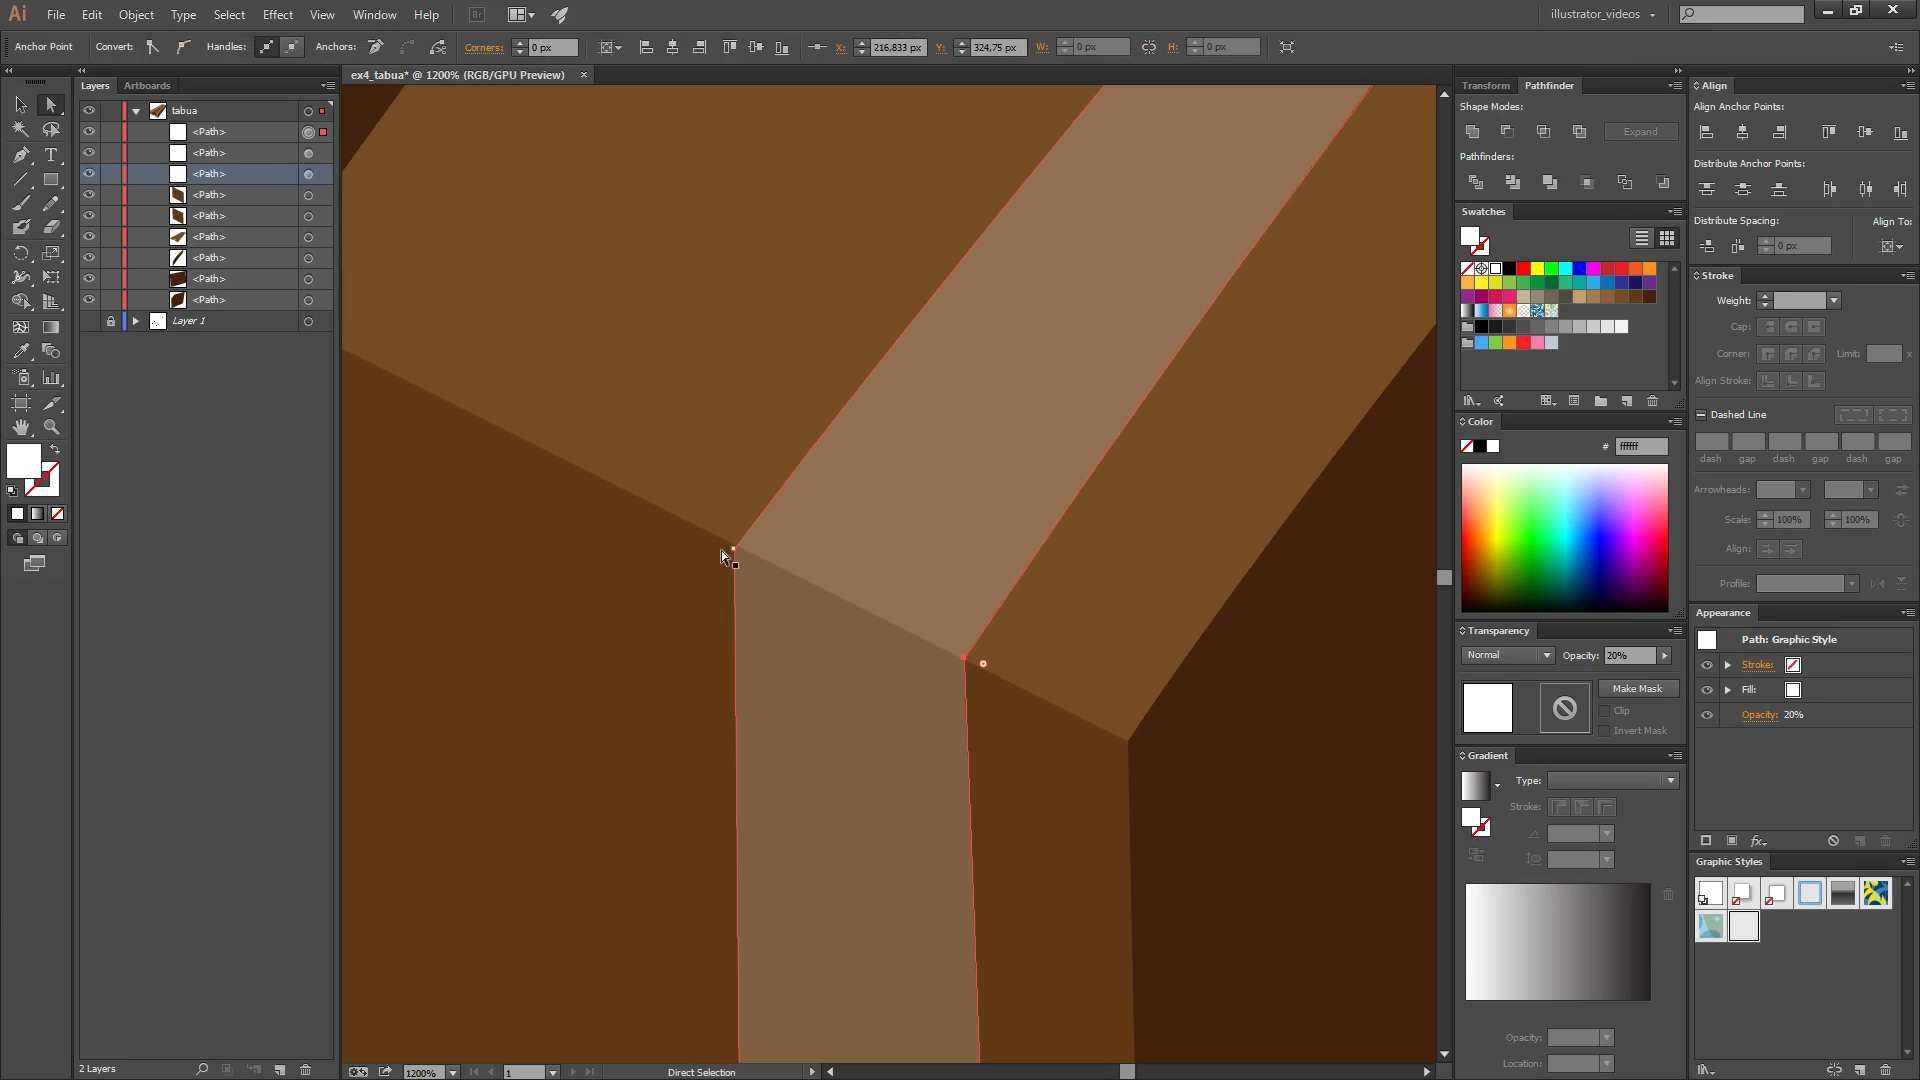 Ai File Edit Object Type Select Effect View Window Help Br illustrator_videos
Anchor Point Convert: Handles: Anchors: Corners: 0 px X: 216,833 px Y: 324,75 px W: 0 px H: 0 px
Layers Artboards
ex4_tabua* @ 1200% (RGB/GPU Preview)
tabua
<Path>
<Path>
<Path>
<Path>
<Path>
<Path>
<Path>
<Path>
<Path>
Layer 1
2 Layers
1200% 1 Direct Selection
Transform Pathfinder
Shape Modes:
Expand
Pathfinders:
Swatches
Color
# ffffff
Transparency
Normal Opacity: 20%
Make Mask
Clip
Invert Mask
Gradient
Type:
Stroke:
Opacity:
Location:
Align
Align Anchor Points:
Distribute Anchor Points:
Distribute Spacing: Align To:
0 px
Stroke
Weight:
Cap:
Corner: Limit: x
Align Stroke:
Dashed Line
dash gap dash gap dash gap
Arrowheads:
Scale: 100% 100%
Align:
Profile:
Appearance
Path: Graphic Style
Stroke:
Fill:
Opacity: 20%
fx
Graphic Styles